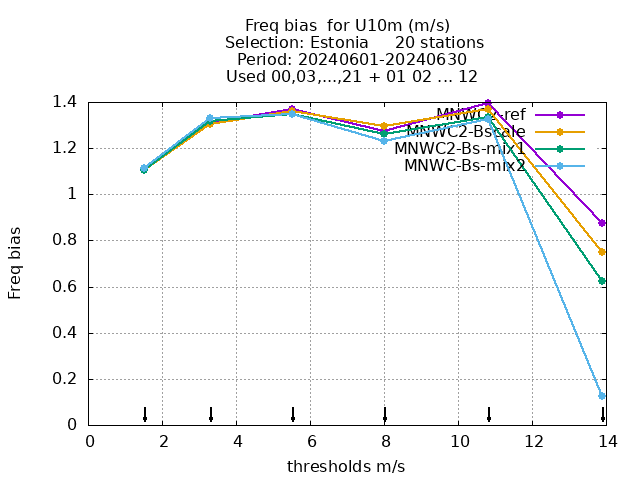 Freq bias for U10m (m/s)
Selection: Estonia 20 stations
Period: 20240601-20240630
Used 00,03,...,21 + 01 02 ... 12
1.4
1.2
1
0.8
0.6
0.4
0.2
0
Freq bias
MNWC2-ref
MNWC2-Bscale
MNWC2-Bs-mix1
MNWC-Bs-mix2
0 2 4 6 8 10 12 14
thresholds m/s